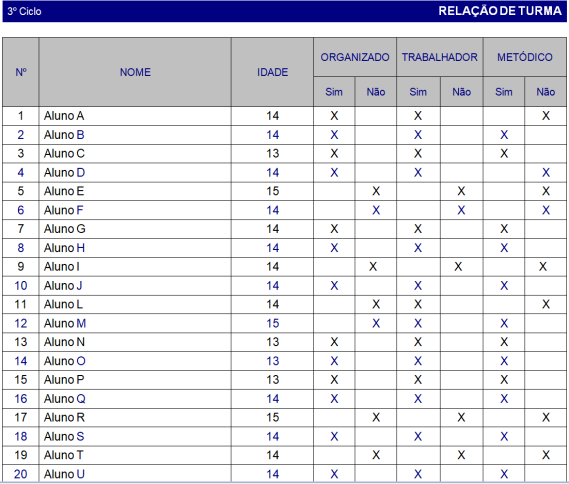 3º Ciclo RELAÇÃO DE TURMA
Nº NOME IDADE ORGANIZADO TRABALHADOR METÓDICO
Sim Não Sim Não Sim Não
1 Aluno A 14 X X X
2 Aluno B 14 X X X
3 Aluno C 13 X X X
4 Aluno D 14 X X X
5 Aluno E 15 X X X
6 Aluno F 14 X X X
7 Aluno G 14 X X X
8 Aluno H 14 X X X
9 Aluno I 14 X X X
10 Aluno J 14 X X X
11 Aluno L 14 X X X
12 Aluno M 15 X X X
13 Aluno N 13 X X X
14 Aluno O 13 X X X
15 Aluno P 13 X X X
16 Aluno Q 14 X X X
17 Aluno R 15 X X X
18 Aluno S 14 X X X
19 Aluno T 14 X X X
20 Aluno U 14 X X X